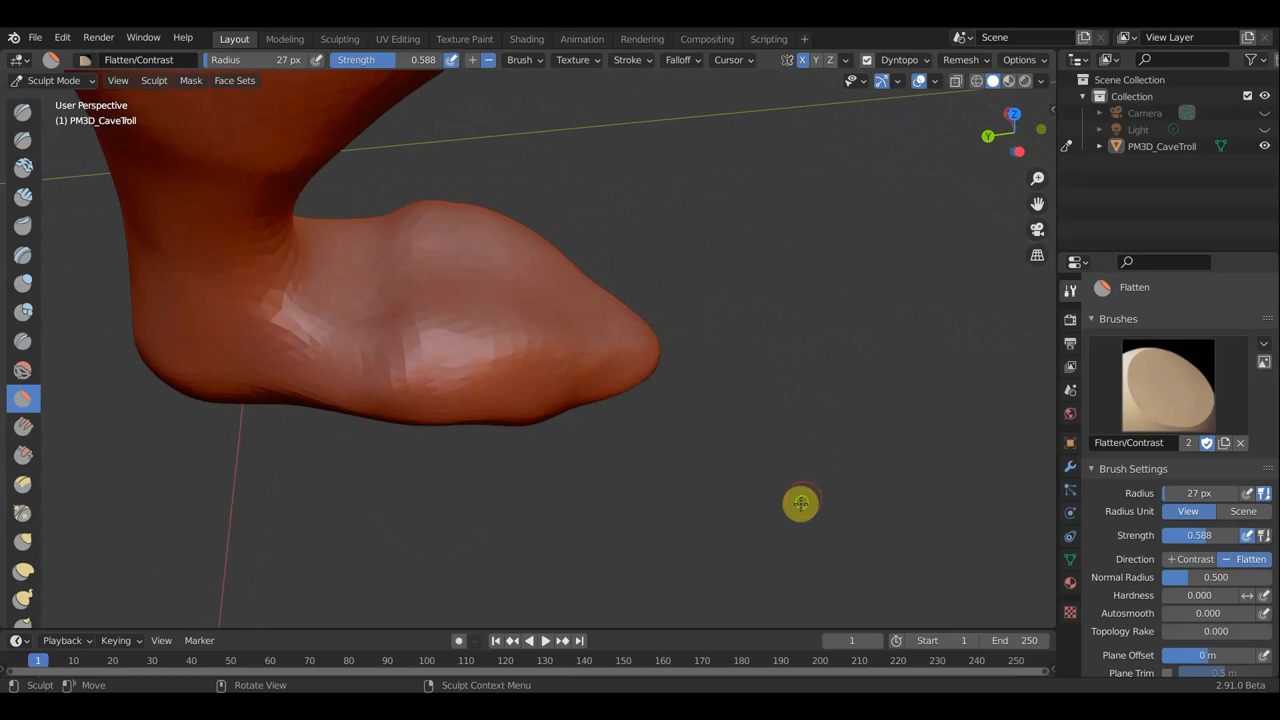 File Edit Render Window Help Layout Modeling Sculpting UV Editing Texture Paint Shading Animation Rendering Compositing Scripting + Scene View Layer
Flatten/Contrast Radius 27 px Strength 0.588 + − Brush Texture Stroke Falloff Cursor X Y Z Dyntopo Remesh Options
Sculpt Mode View Sculpt Mask Face Sets
Scene Collection
Collection
Camera
Light
PM3D_CaveTroll
User Perspective
(1) PM3D_CaveTroll
Z
Y
Flatten
Brushes
Flatten/Contrast 2
Brush Settings
Radius 27 px
Radius Unit View Scene
Strength 0.588
Direction + Contrast − Flatten
Normal Radius 0.500
Hardness 0.000
Autosmooth 0.000
Topology Rake 0.000
Plane Offset 0 m
Plane Trim 0.5 m
Playback Keying View Marker 1 Start 1 End 250
1 10 20 30 40 50 60 70 80 90 100 110 120 130 140 150 160 170 180 190 200 210 220 230 240 250
Sculpt Move Rotate View Sculpt Context Menu 2.91.0 Beta